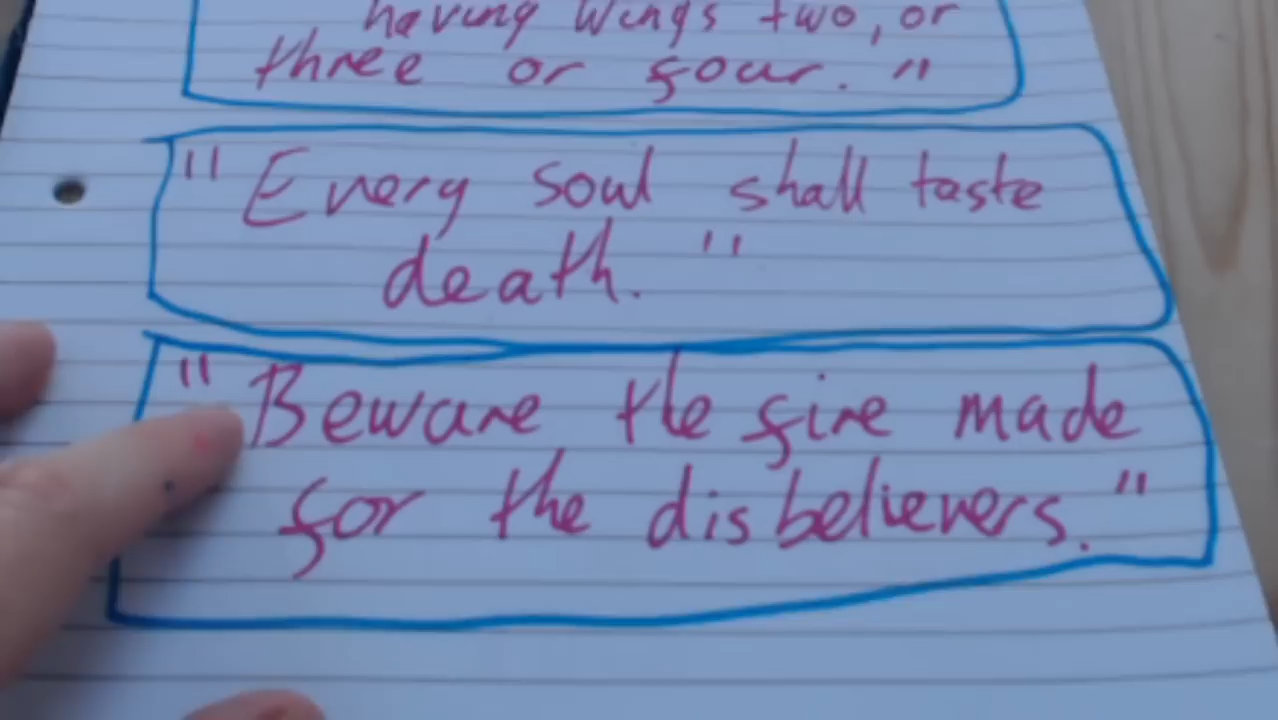 having wings two, or
three or four."
"Every soul shall taste
death."
"Beware the fire made
for the disbelievers."